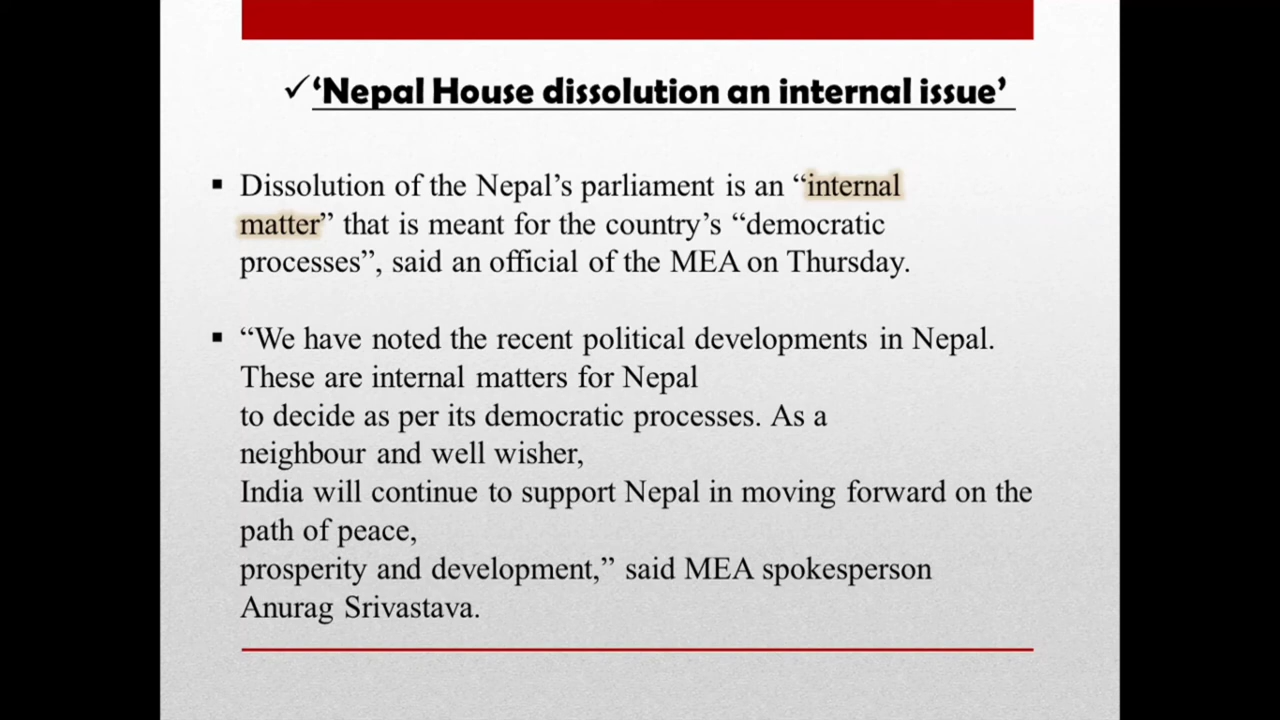 ✓‘Nepal House dissolution an internal issue’
▪ Dissolution of the Nepal’s parliament is an “internal
matter” that is meant for the country’s “democratic
processes”, said an official of the MEA on Thursday.
▪ “We have noted the recent political developments in Nepal.
These are internal matters for Nepal
to decide as per its democratic processes. As a
neighbour and well wisher,
India will continue to support Nepal in moving forward on the
path of peace,
prosperity and development,” said MEA spokesperson
Anurag Srivastava.